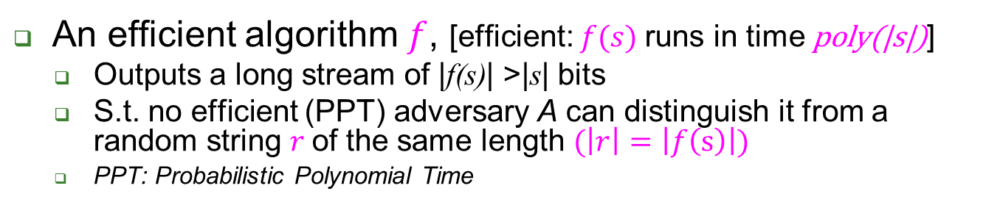 An efficient algorithm f, [efficient: f(s) runs in time poly(|s|)]
Outputs a long stream of |f(s)| >|s| bits
S.t. no efficient (PPT) adversary A can distinguish it from a
random string r of the same length (|r| = |f(s)|)
PPT: Probabilistic Polynomial Time